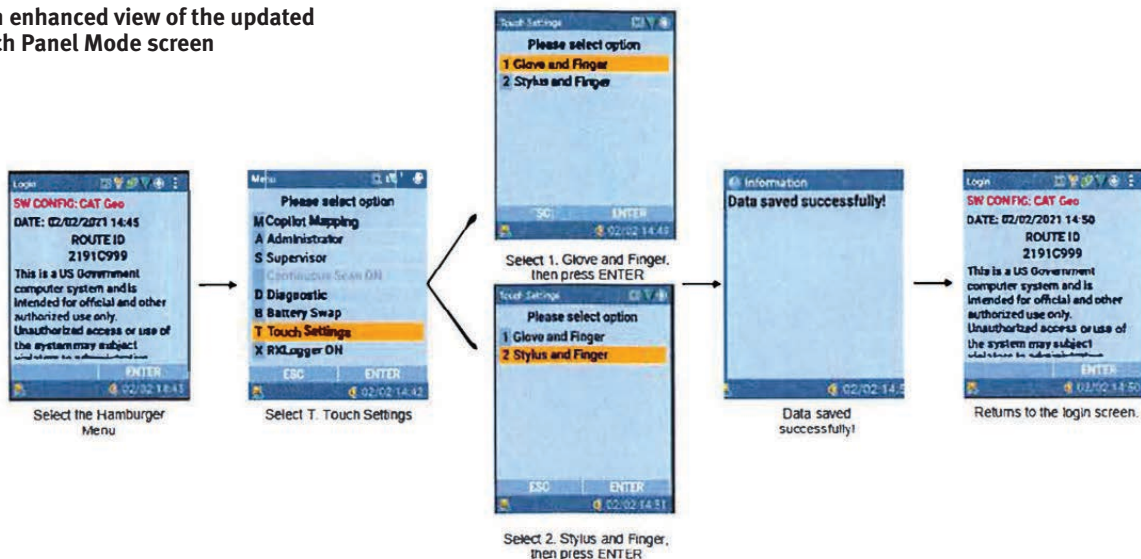 enhanced view of the updated
Panel Mode screen
Login
SW CONFIG: CAT Geo
DATE: 02/02/2021 14:45
ROUTE ID
2191C999
This is a US Government
computer system and is
intended for official and other
authorized use only.
Unauthorized access or use of
the system may subject
ENTER
Select the Hamburger
Menu
Menu
Please select option
M Copilot Mapping
A Administrator
S Supervisor
Continuous Scan ON
D Diagnostic
B Battery Swap
T Touch Settings
X RXLogger ON
ESC ENTER
02/02 14:42
Select T. Touch Settings
Touch Settings
Please select option
1 Glove and Finger
2 Stylus and Finger
SC ENTER
02/02 14:49
Select 1. Glove and Finger,
then press ENTER
Touch Settings
Please select option
1 Glove and Finger
2 Stylus and Finger
ESC ENTER
02/02 14:51
Select 2. Stylus and Finger,
then press ENTER
Information
Data saved successfully!
02/02 14:5
Data saved
successfully!
Login
SW CONFIG: CAT Geo
DATE: 02/02/2021 14:50
ROUTE ID
2191C999
This is a US Government
computer system and is
intended for official and other
authorized use only.
Unauthorized access or use of
the system may subject
ENTER
02/02 14:50
Returns to the login screen.